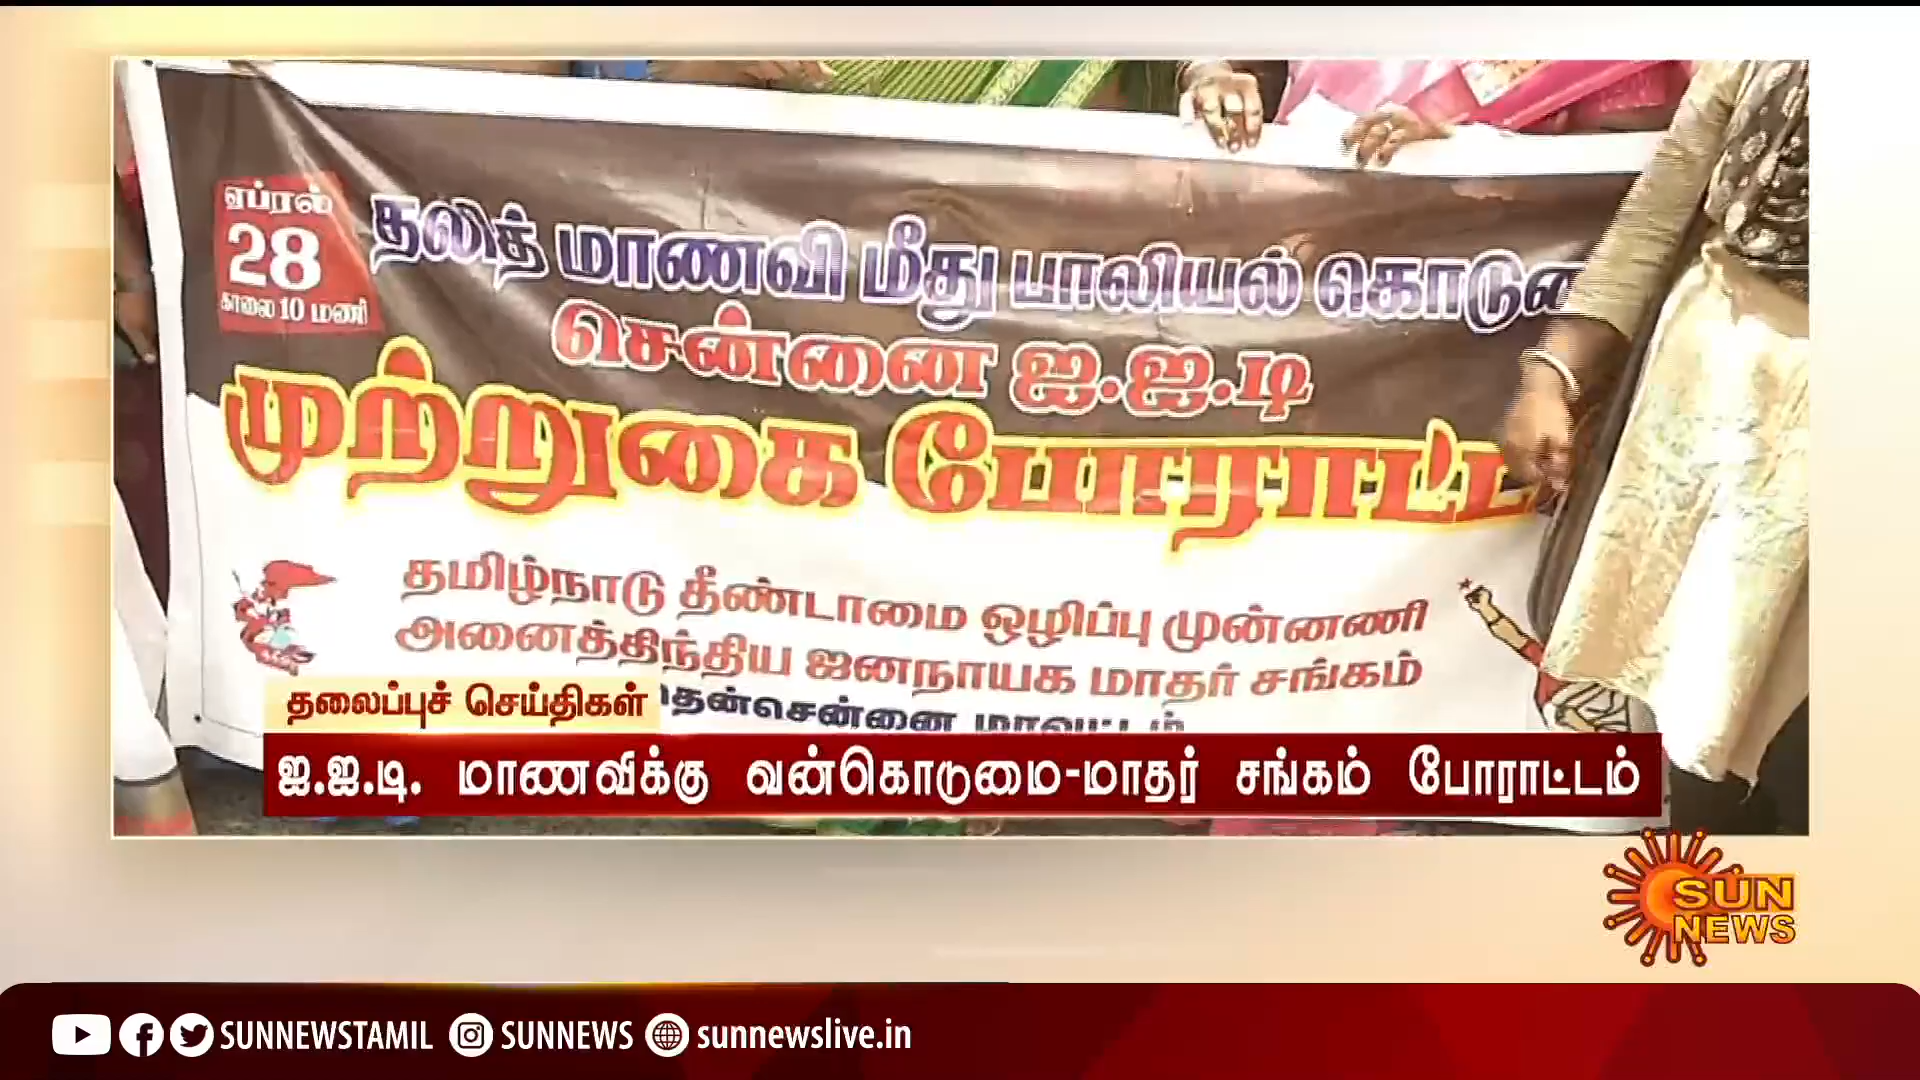 ஏப்ரல்
28
காலை 10 மணி
தலித் மாணவி மீது பாலியல்
சென்னை ஐ.ஐ.டி
முற்றுகை
தமிழ்நாடு தீண்டாமை ஒழிப்பு முன்னணி
அனைத்திந்திய ஜனநாயக மாதர் சங்கம்
தென்சென்னை மாவட்டம்
தலைப்புச் செய்திகள்
ஐ.ஐ.டி. மாணவிக்கு வன்கொடுமை-மாதர் சங்கம் போராட்டம்
SUN
NEWS
SUNNEWSTAMIL SUNNEWS sunnewslive.in